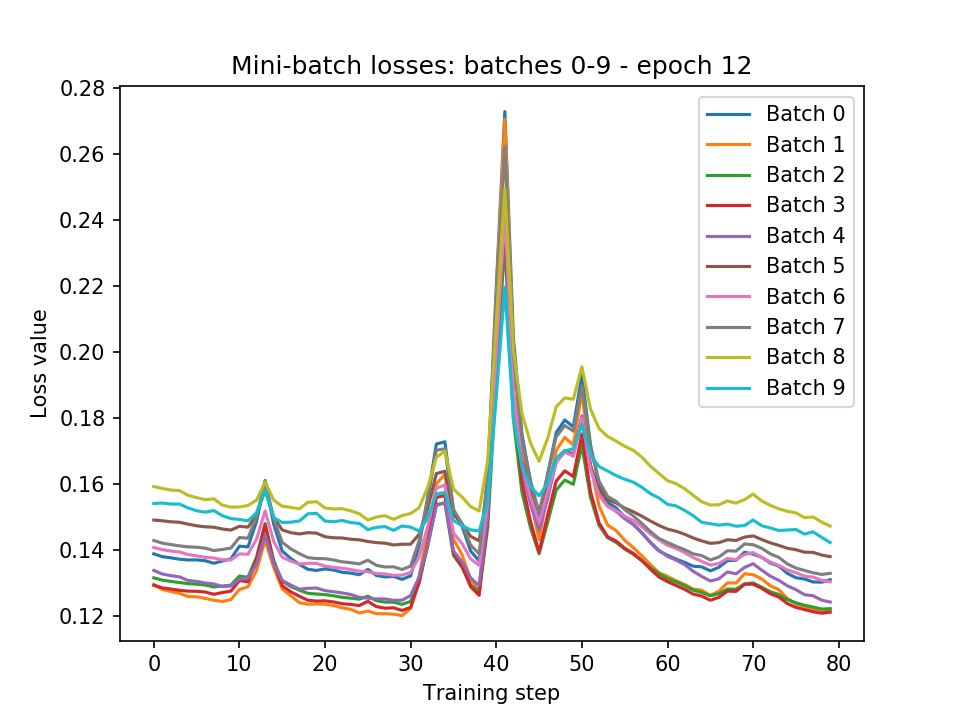 Mini-batch losses: batches 0-9 - epoch 12
0.28
0.26
0.24
0.22
0.20
0.18
0.16
0.14
0.12
Loss value
Batch 0
Batch 1
Batch 2
Batch 3
Batch 4
Batch 5
Batch 6
Batch 7
Batch 8
Batch 9
0 10 20 30 40 50 60 70 80
Training step